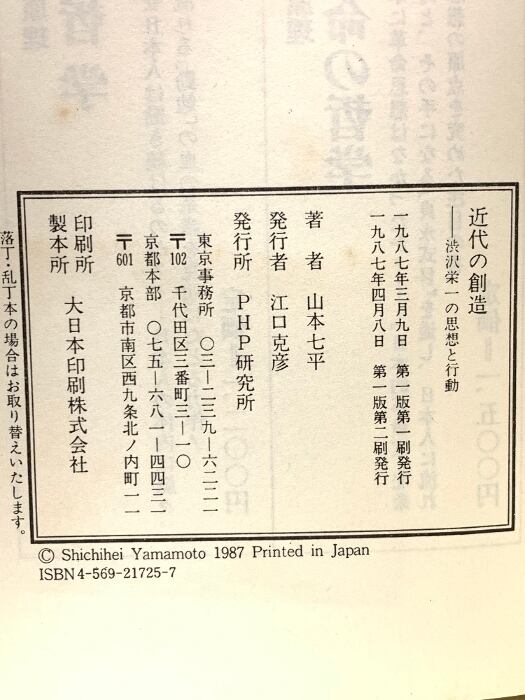 近代の創造
──渋沢栄一の思想と行動
一九八七年三月九日　第一版第一刷発行
一九八七年四月八日　第一版第二刷発行
著　者　山本七平
発行者　江口克彦
発行所　PHP研究所
東京事務所　〇三―二三九―六二二一
〒102　千代田区三番町三―一〇
京都本部　〇七五―六八一―四四三一
〒601　京都市南区西九条北ノ内町一一
印刷所
製本所　大日本印刷株式会社
落丁・乱丁本の場合はお取り替えいたします。
© Shichihei Yamamoto 1987 Printed in Japan
ISBN4-569-21725-7